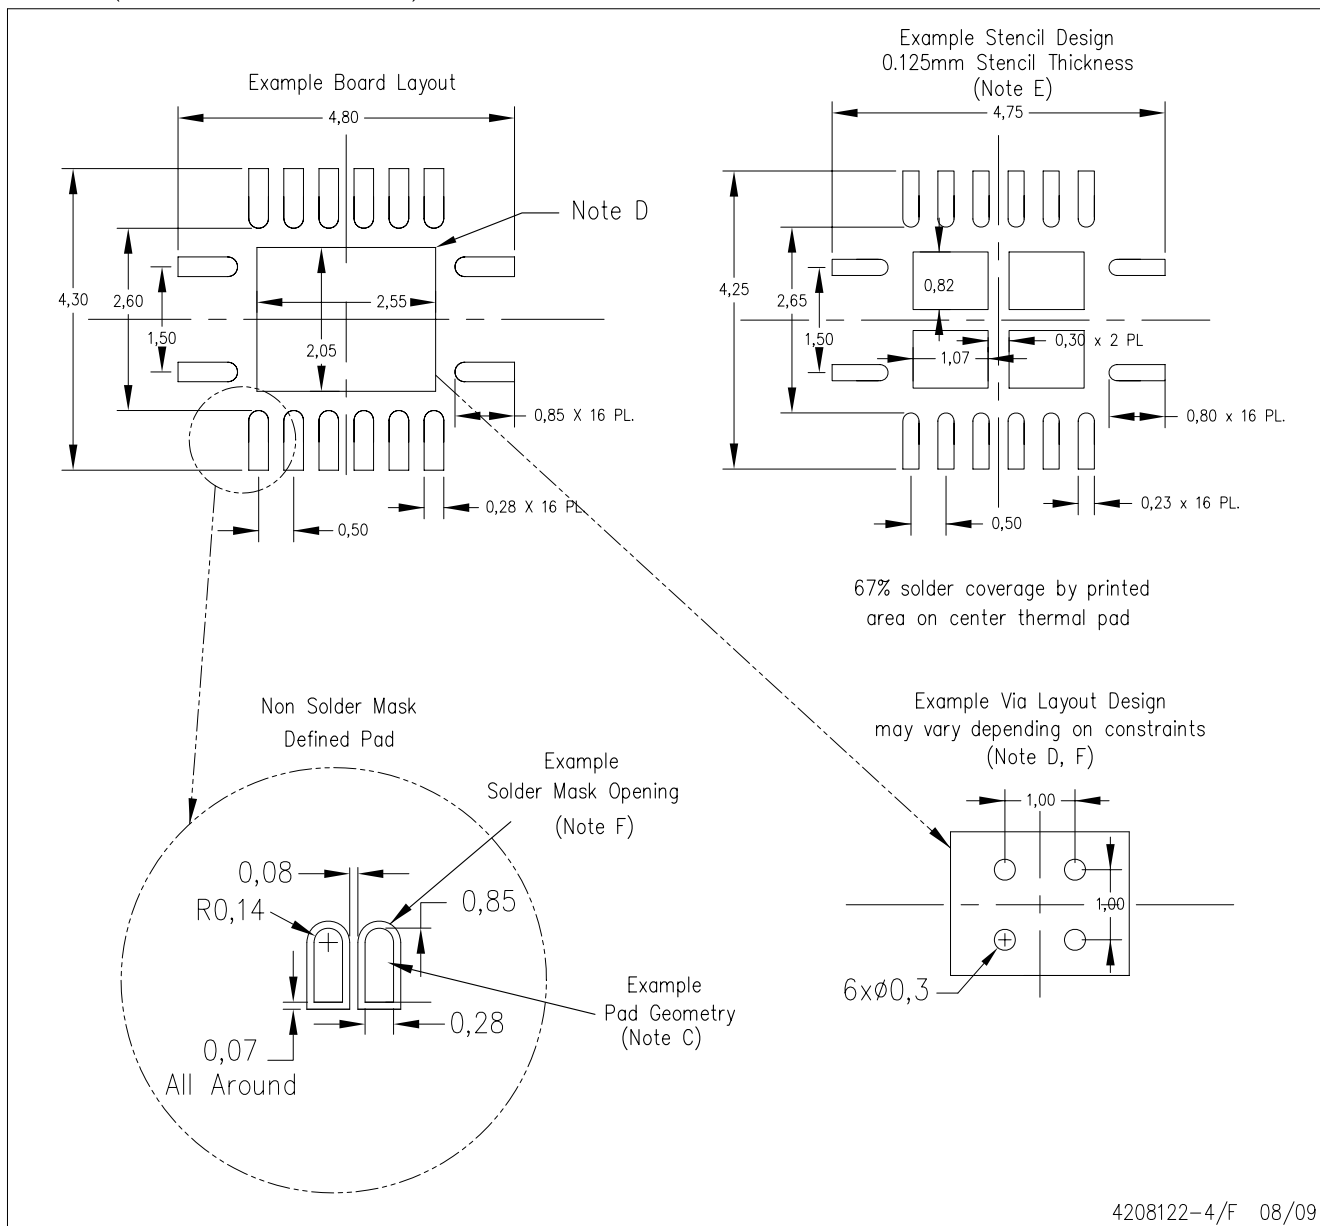 Example Board Layout
4,80
4,30
2,60
1,50
2,55
2,05
Note D
0,85 X 16 PL.
0,28 X 16 PL
0,50
Example Stencil Design
0.125mm Stencil Thickness
(Note E)
4,75
4,25
2,65
1,50
0,82
1,07
0,30 x 2 PL
0,80 x 16 PL.
0,23 x 16 PL.
0,50
67% solder coverage by printed
area on center thermal pad
Non Solder Mask
Defined Pad
Example
Solder Mask Opening
(Note F)
0,08
R0,14
0,85
Example
Pad Geometry
(Note C)
0,28
0,07
All Around
Example Via Layout Design
may vary depending on constraints
(Note D, F)
1,00
1,00
6xø0,3
4208122-4/F 08/09